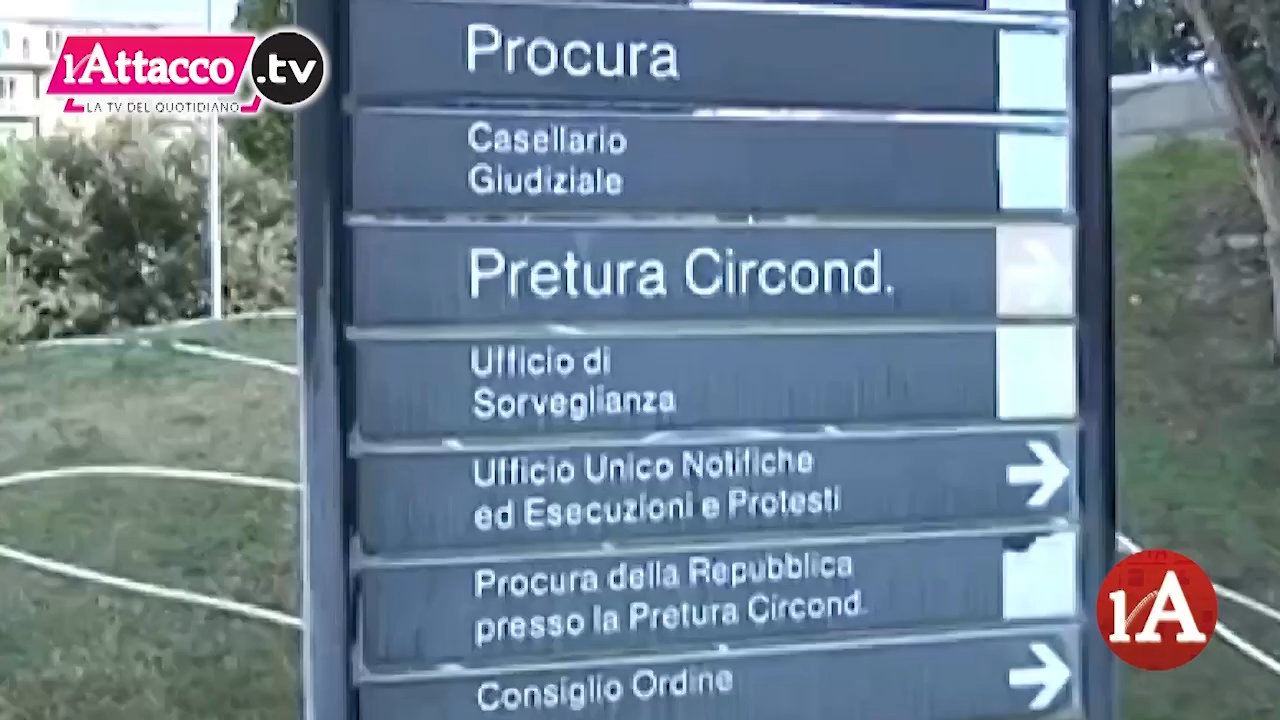 l'Attacco .tv
LA TV DEL QUOTIDIANO
Procura
Casellario
Giudiziale
Pretura Circond.
Ufficio di
Sorveglianza
Ufficio Unico Notifiche
ed Esecuzioni e Protesti
Procura della Repubblica
presso la Pretura Circond.
Consiglio Ordine
l'A